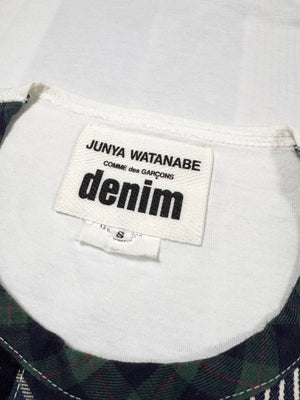 JUNYA WATANABE
COMME des GARÇONS
denim
S